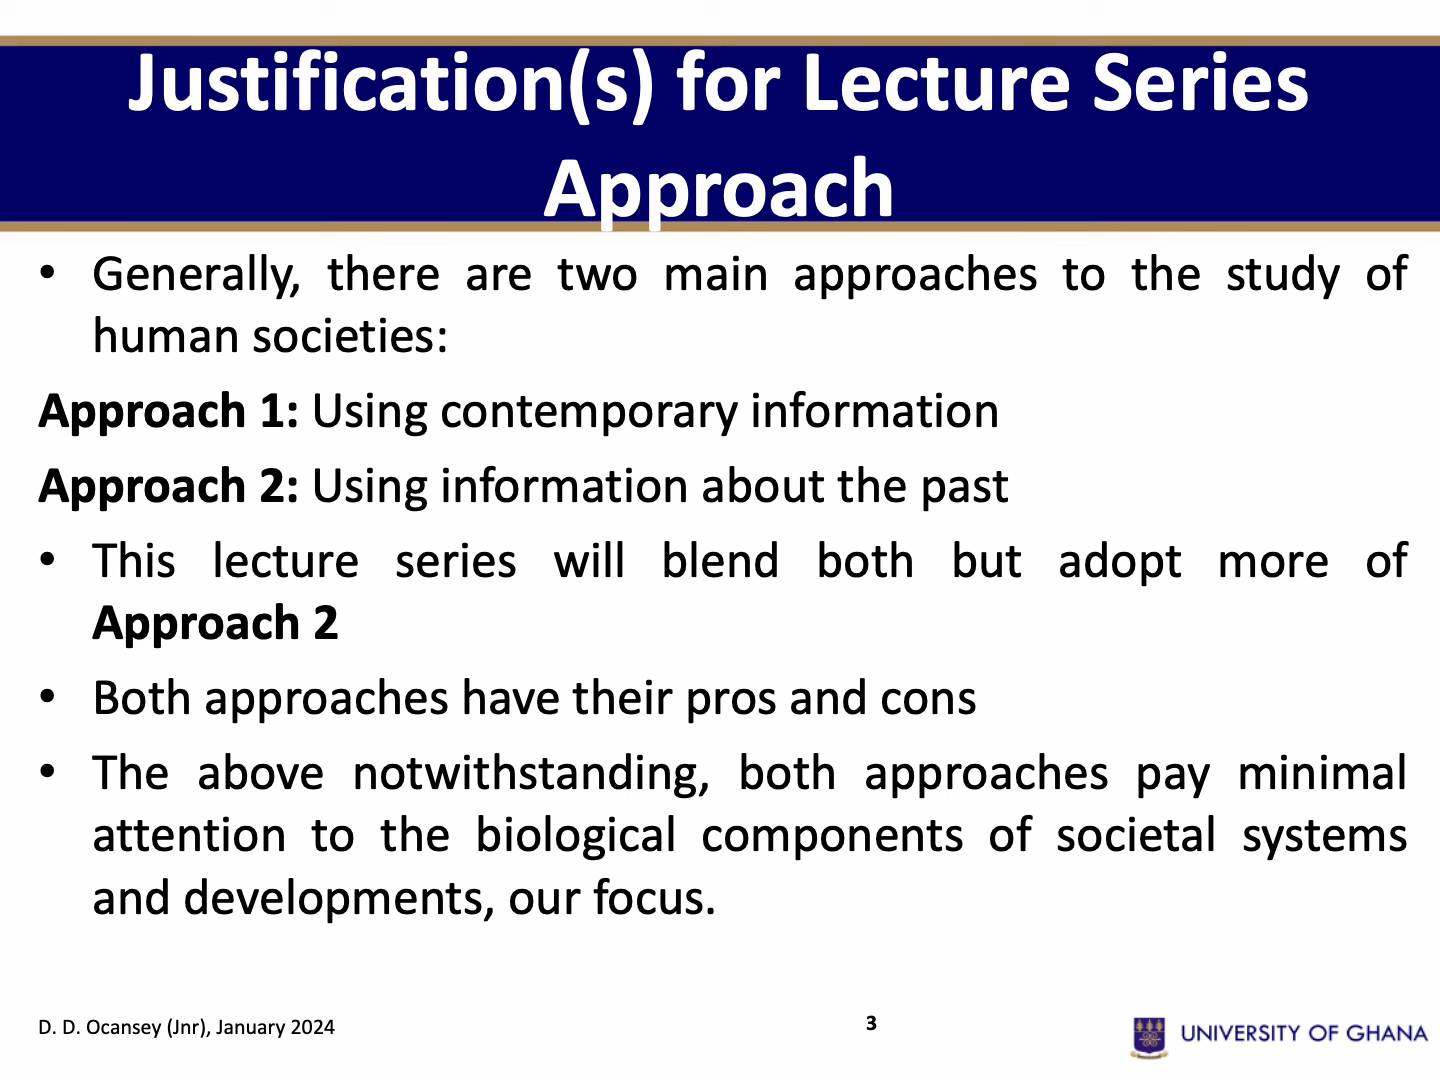 Justification(s) for Lecture Series
Approach
• Generally, there are two main approaches to the study of
human societies:
Approach 1: Using contemporary information
Approach 2: Using information about the past
• This lecture series will blend both but adopt more of
Approach 2
• Both approaches have their pros and cons
• The above notwithstanding, both approaches pay minimal
attention to the biological components of societal systems
and developments, our focus.
D. D. Ocansey (Jnr), January 2024
3
UNIVERSITY OF GHANA